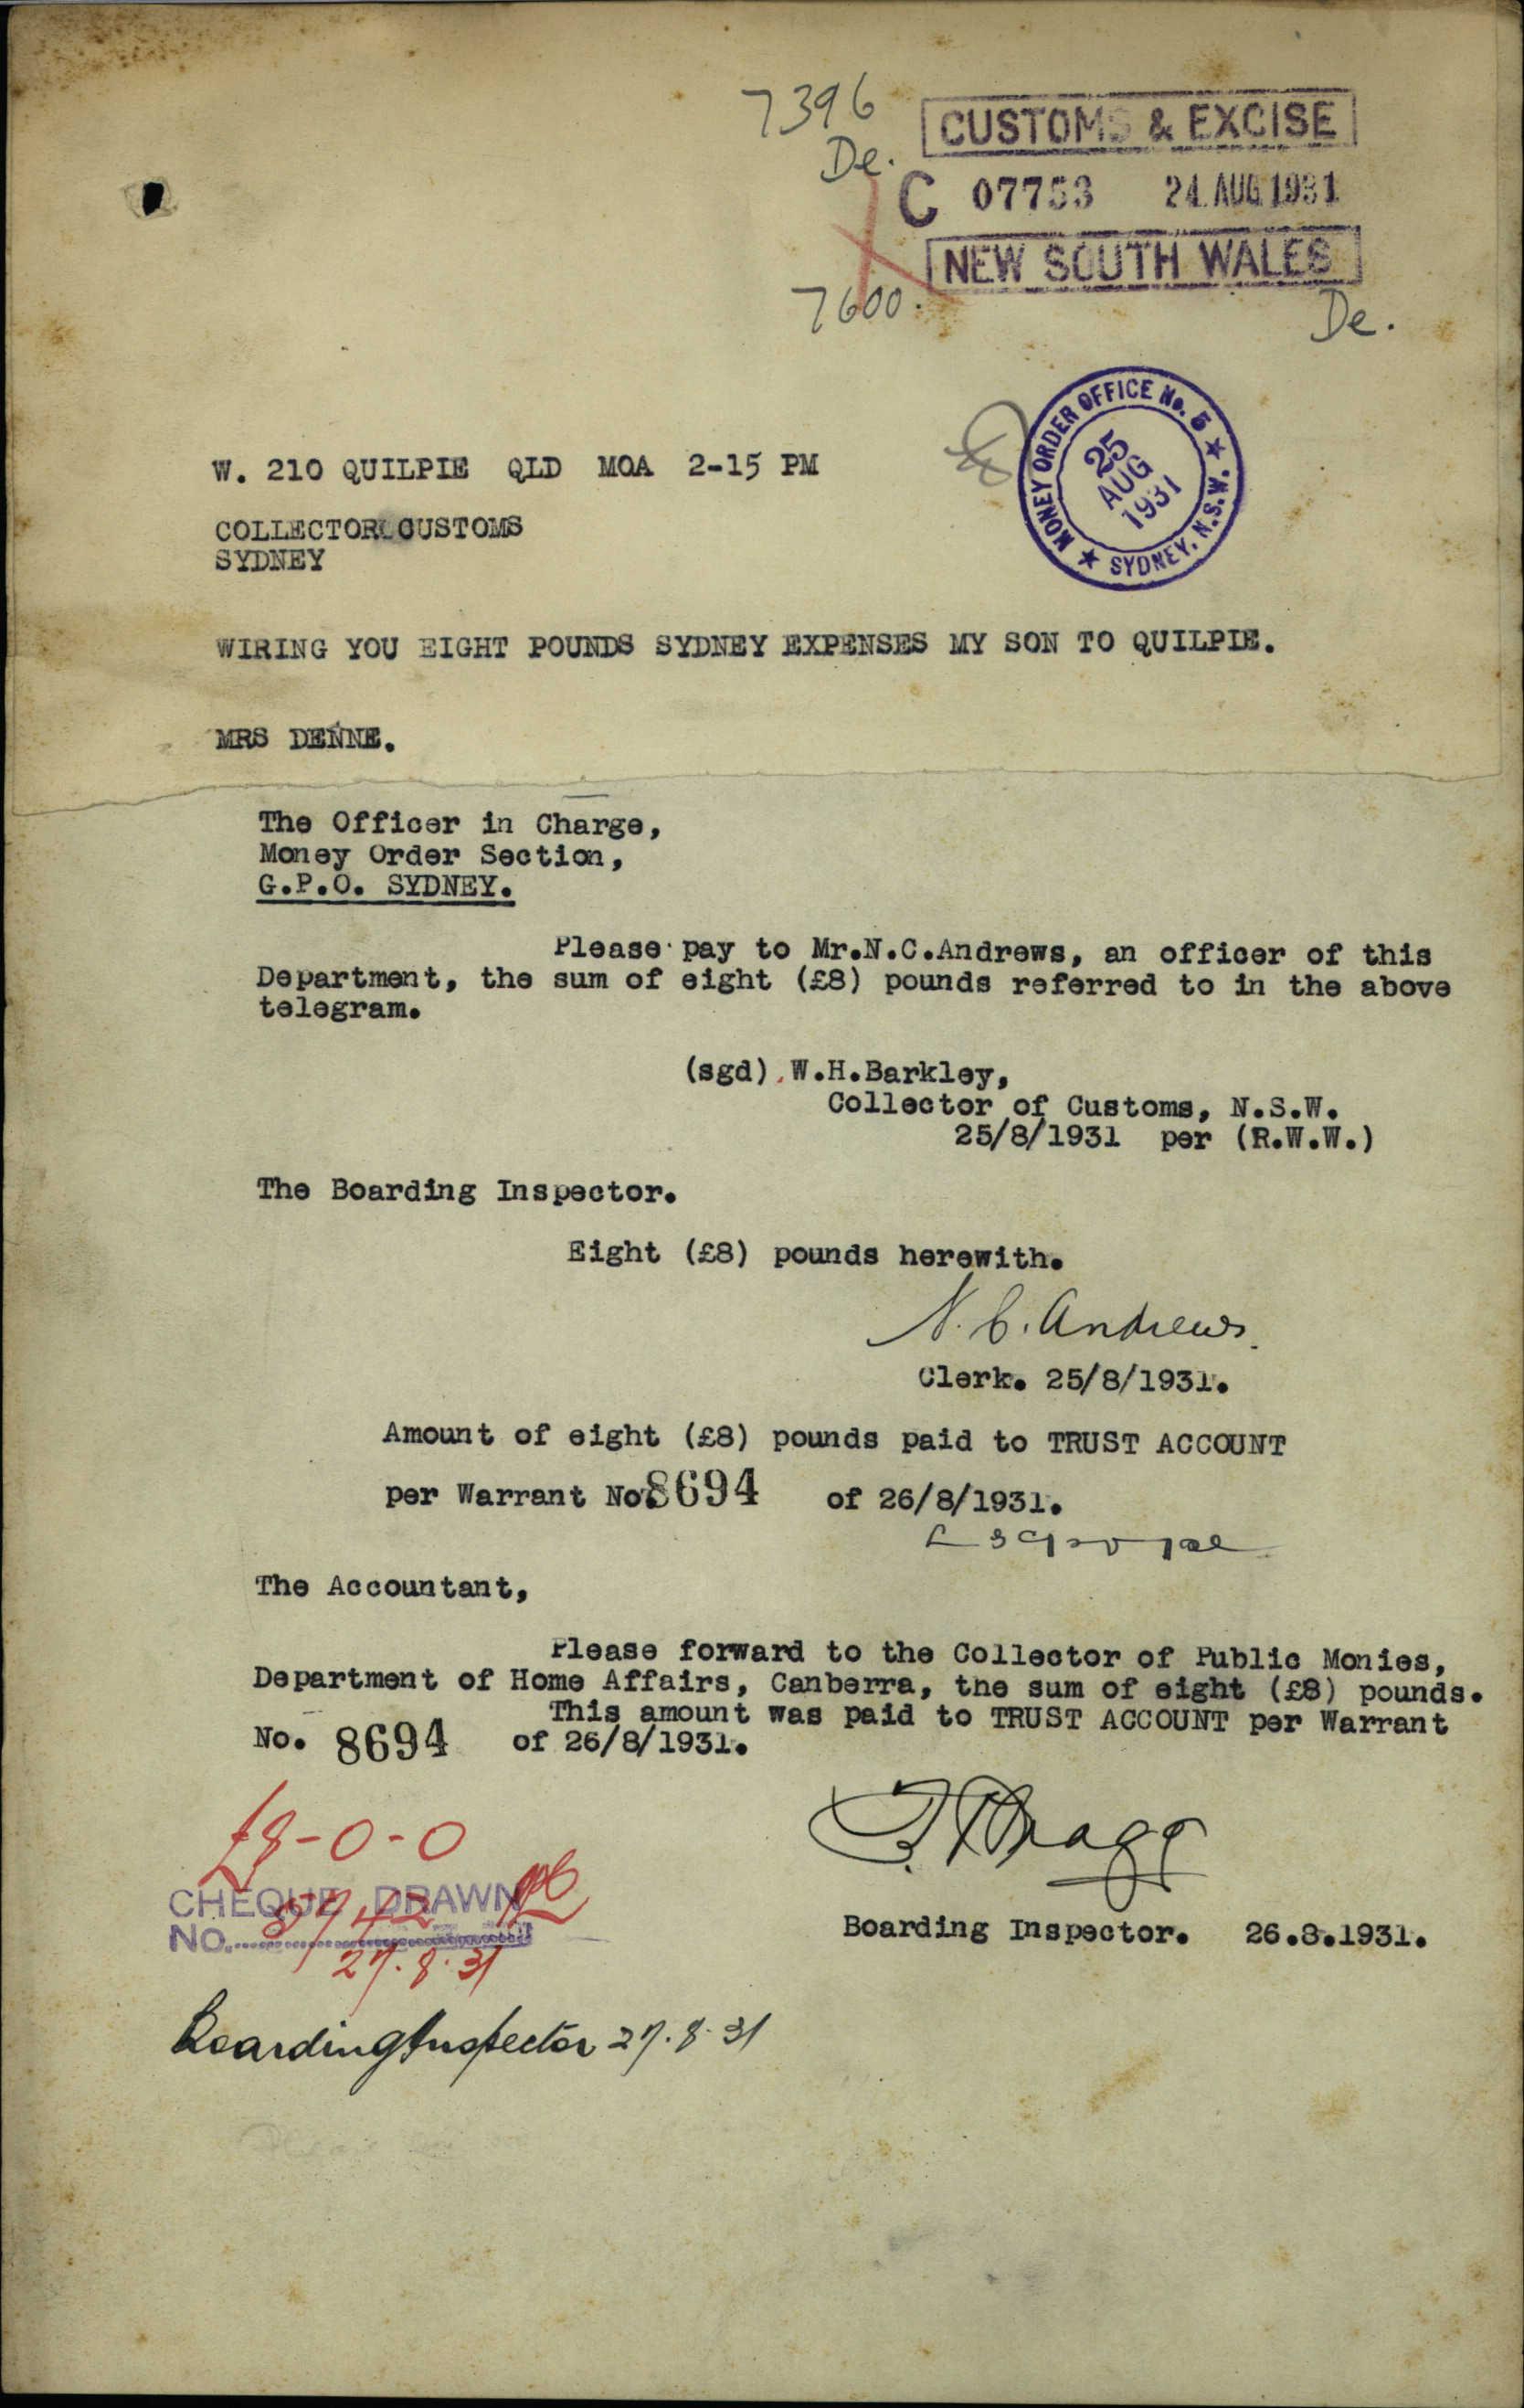 7396
De.
CUSTOMS & EXCISE
C 07753 24 AUG 1931
NEW SOUTH WALES
7600.
De.
MONEY ORDER OFFICE No. 5
25
AUG
1931
SYDNEY, N.S.W.
W. 210 QUILPIE QLD MOA 2-15 PM
COLLECTOR CUSTOMS
SYDNEY
WIRING YOU EIGHT POUNDS SYDNEY EXPENSES MY SON TO QUILPIE.
MRS DENNE.
The Officer in Charge,
Money Order Section,
G.P.O. SYDNEY.
Please pay to Mr.N.C.Andrews, an officer of this
Department, the sum of eight (£8) pounds referred to in the above
telegram.
(sgd) W.H.Barkley,
Collector of Customs, N.S.W.
25/8/1931 per (R.W.W.)
The Boarding Inspector.
Eight (£8) pounds herewith.
N. C. Andrews.
Clerk. 25/8/1931.
Amount of eight (£8) pounds paid to TRUST ACCOUNT
per Warrant No. 8694 of 26/8/1931.
The Accountant,
Please forward to the Collector of Public Monies,
Department of Home Affairs, Canberra, the sum of eight (£8) pounds.
This amount was paid to TRUST ACCOUNT per Warrant
No. 8694 of 26/8/1931.
£8-0-0
CHEQUE DRAWN
NO.
27.8.31
Boarding Inspector. 26.8.1931.
Boarding Inspector 27.8.31